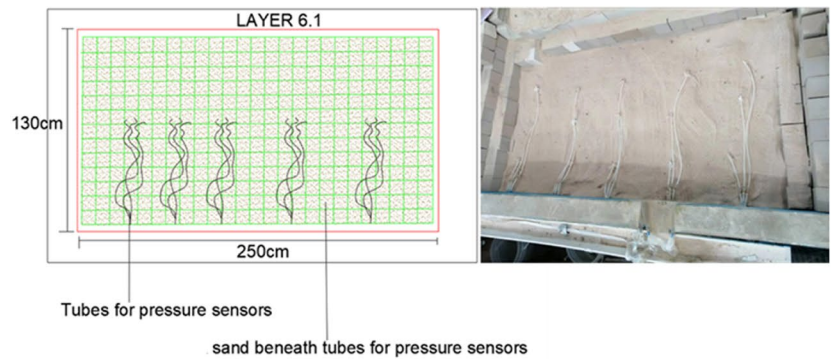 LAYER 6.1
130cm
250cm
Tubes for pressure sensors
sand beneath tubes for pressure sensors